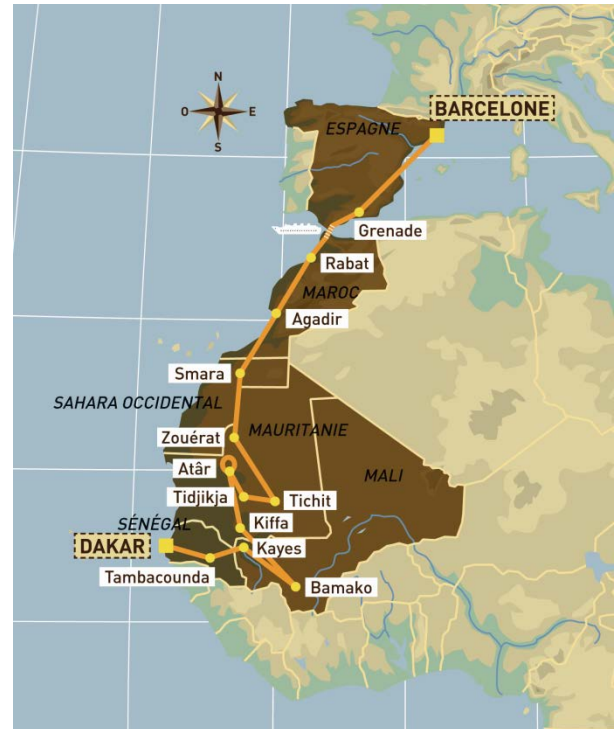 N
O
E
S
BARCELONE
ESPAGNE
Grenade
Rabat
MAROC
Agadir
Smara
SAHARA OCCIDENTAL
Zouérat
MAURITANIE
Atâr
MALI
Tidjikja
Tichit
SÉNÉGAL
Kiffa
DAKAR
Kayes
Tambacounda
Bamako